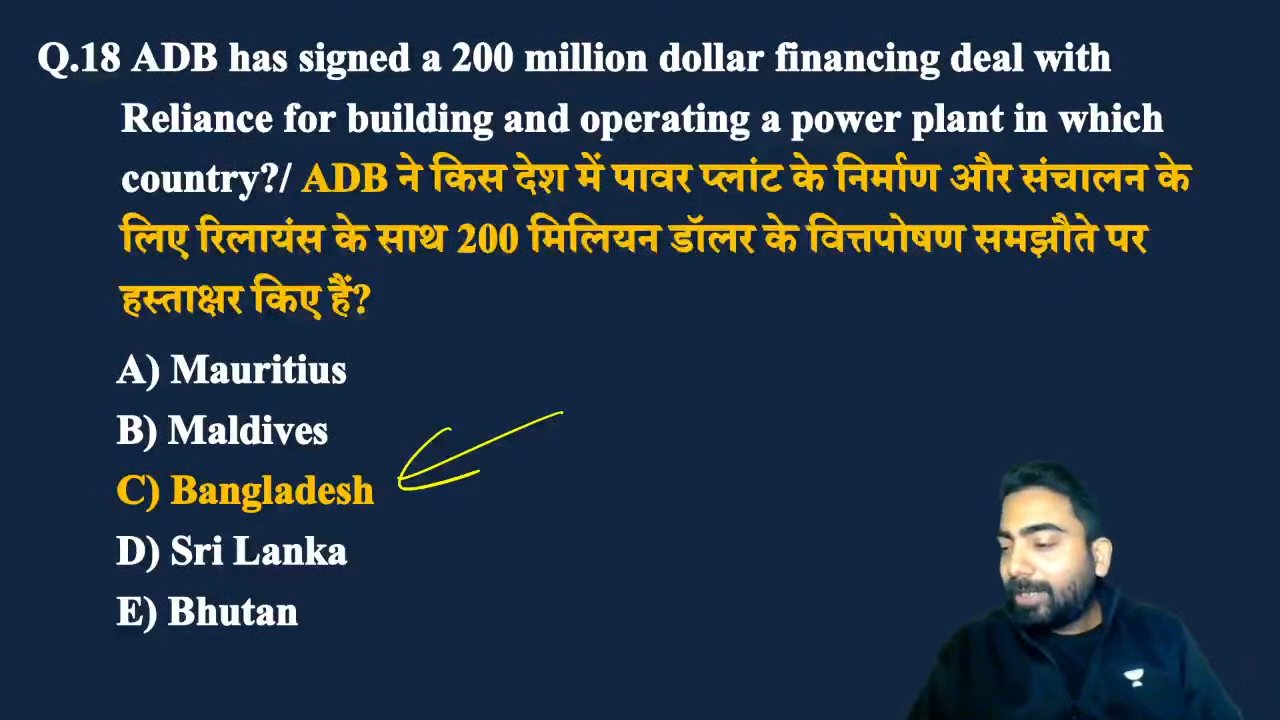 Q.18 ADB has signed a 200 million dollar financing deal with
Reliance for building and operating a power plant in which
country?/ ADB ने किस देश में पावर प्लांट के निर्माण और संचालन के
लिए रिलायंस के साथ 200 मिलियन डॉलर के वित्तपोषण समझौते पर
हस्ताक्षर किए हैं?
A) Mauritius
B) Maldives
C) Bangladesh
D) Sri Lanka
E) Bhutan